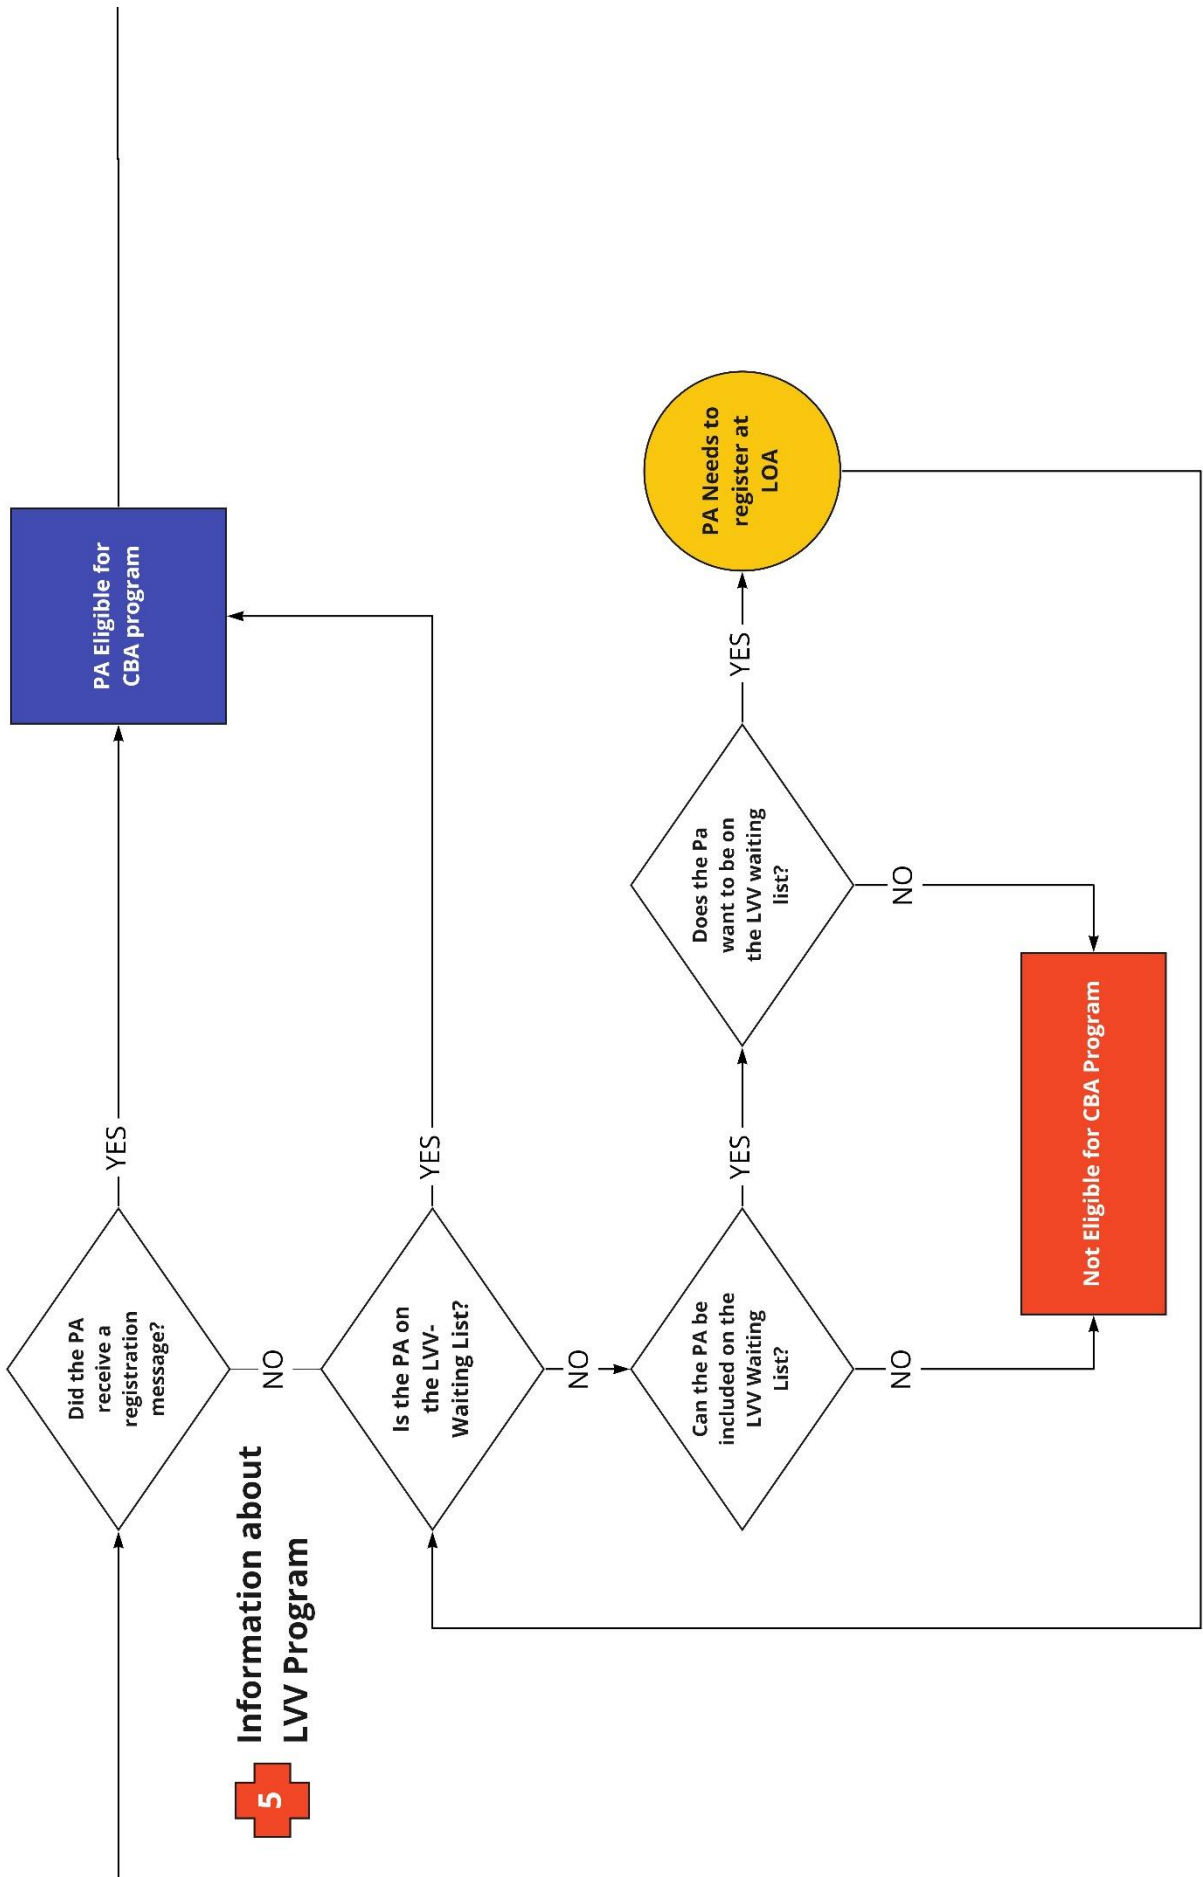 Did the PA
receive a
registration
message?
YES
PA Eligible for
CBA program
NO
5
Information about
LVV Program
Is the PA on
the LVV-
Waiting List?
YES
NO
Can the PA be
included on the
LVV Waiting
List?
YES
Does the Pa
want to be on
the LVV waiting
list?
YES
PA Needs to
register at
LOA
NO
NO
Not Eligible for CBA Program